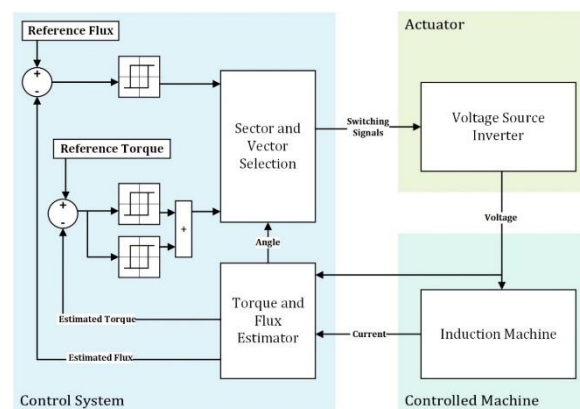 Reference Flux
+
-
Reference Torque
+
-
+
Sector and
Vector
Selection
Switching
Signals
Actuator
Voltage Source
Inverter
Voltage
Angle
Torque and
Flux
Estimator
Estimated Torque
Estimated Flux
Current
Induction Machine
Control System
Controlled Machine